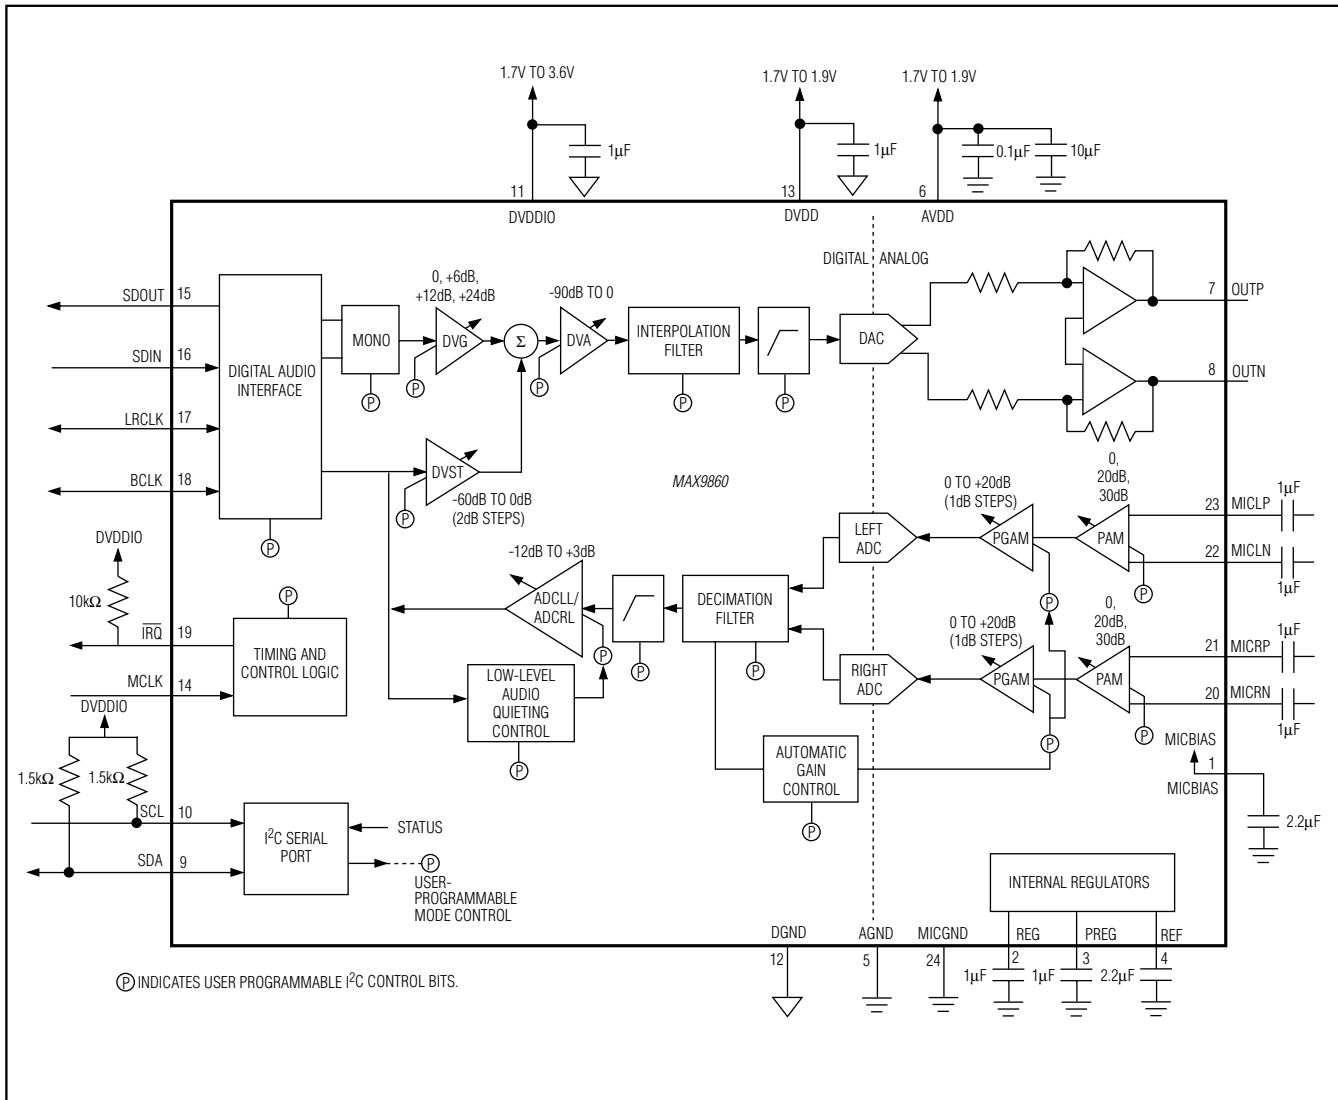 1.7V TO 3.6V
1.7V TO 1.9V
1.7V TO 1.9V
1µF
1µF
0.1µF
10µF
11
13
6
DVDDIO
DVDD
AVDD
DIGITAL
ANALOG
SDOUT
15
SDIN
16
LRCLK
17
BCLK
18
DIGITAL AUDIO
INTERFACE
P
MONO
P
0, +6dB,
+12dB, +24dB
DVG
P
Σ
-90dB TO 0
DVA
P
INTERPOLATION
FILTER
P
P
DAC
7
OUTP
8
OUTN
DVST
P
-60dB TO 0dB
(2dB STEPS)
MAX9860
0 TO +20dB
(1dB STEPS)
0,
20dB,
30dB
LEFT
ADC
PGAM
PAM
P
P
23
MICLP
1µF
22
MICLN
1µF
DVDDIO
10kΩ
IRQ
19
MCLK
14
P
TIMING AND
CONTROL LOGIC
-12dB TO +3dB
ADCLL/
ADCRL
P
P
DECIMATION
FILTER
P
0 TO +20dB
(1dB STEPS)
0,
20dB,
30dB
RIGHT
ADC
PGAM
PAM
P
P
21
MICRP
1µF
20
MICRN
1µF
LOW-LEVEL
AUDIO
QUIETING
CONTROL
P
AUTOMATIC
GAIN
CONTROL
P
MICBIAS
1
MICBIAS
2.2µF
DVDDIO
1.5kΩ
1.5kΩ
SCL
10
SDA
9
I²C SERIAL
PORT
STATUS
P
USER-
PROGRAMMABLE
MODE CONTROL
INTERNAL REGULATORS
DGND
AGND
MICGND
REG
PREG
REF
12
5
24
2
3
4
1µF
1µF
2.2µF
P INDICATES USER PROGRAMMABLE I²C CONTROL BITS.